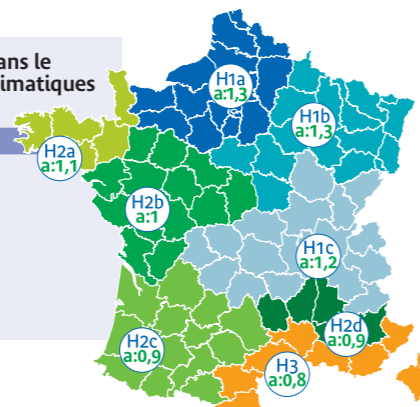 ans le
imatiques
H1a
a:1,3
H1b
a:1,3
H2a
a:1,1
H2b
a:1
H1c
a:1,2
H2d
a:0,9
H2c
a:0,9
H3
a:0,8